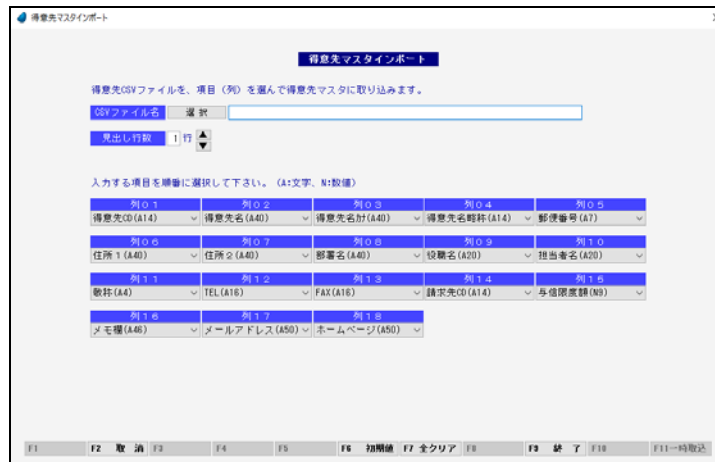 得意先マスタインポート
得意先マスタインポート
得意先CSVファイルを、項目（列）を選んで得意先マスタに取り込みます。
CSVファイル名 選択
見出し行数 1 行
入力する項目を順番に選択して下さい。（A:文字、N:数値）
列０１ 列０２ 列０３ 列０４ 列０５
得意先CD(A14) 得意先名(A40) 得意先名ｶﾅ(A40) 得意先名略称(A14) 郵便番号(A7)
列０６ 列０７ 列０８ 列０９ 列１０
住所１(A40) 住所２(A40) 部署名(A40) 役職名(A20) 担当者名(A20)
列１１ 列１２ 列１３ 列１４ 列１５
敬称(A4) TEL(A16) FAX(A16) 請求先CD(A14) 与信限度額(N9)
列１６ 列１７ 列１８
メモ欄(A46) メールアドレス(A50) ホームページ(A50)
F1 F2 取 消 F3 F4 F5 F6 初期値 F7 全クリア F8 F9 終 了 F10 F11一時取込